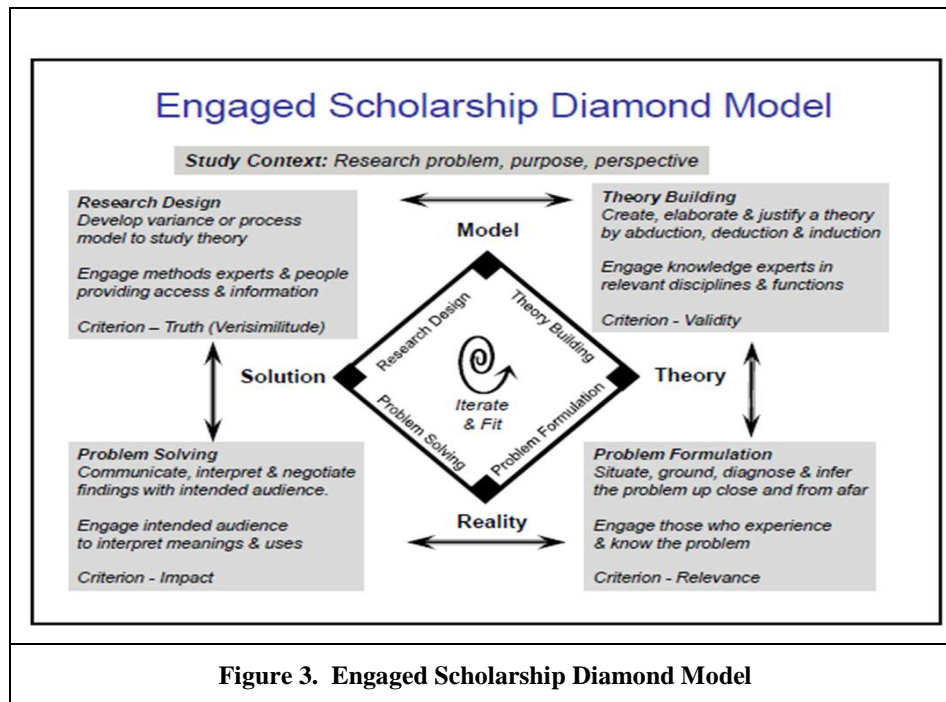 Engaged Scholarship Diamond Model
Study Context: Research problem, purpose, perspective
Research Design
Develop variance or process
model to study theory
Engage methods experts & people
providing access & information
Criterion – Truth (Verisimilitude)
Theory Building
Create, elaborate & justify a theory
by abduction, deduction & induction
Engage knowledge experts in
relevant disciplines & functions
Criterion - Validity
Model
Research Design
Theory Building
Solution
Iterate
& Fit
Theory
Problem Solving
Problem Formulation
Reality
Problem Solving
Communicate, interpret & negotiate
findings with intended audience.
Engage intended audience
to interpret meanings & uses
Criterion - Impact
Problem Formulation
Situate, ground, diagnose & infer
the problem up close and from afar
Engage those who experience
& know the problem
Criterion - Relevance
Figure 3. Engaged Scholarship Diamond Model